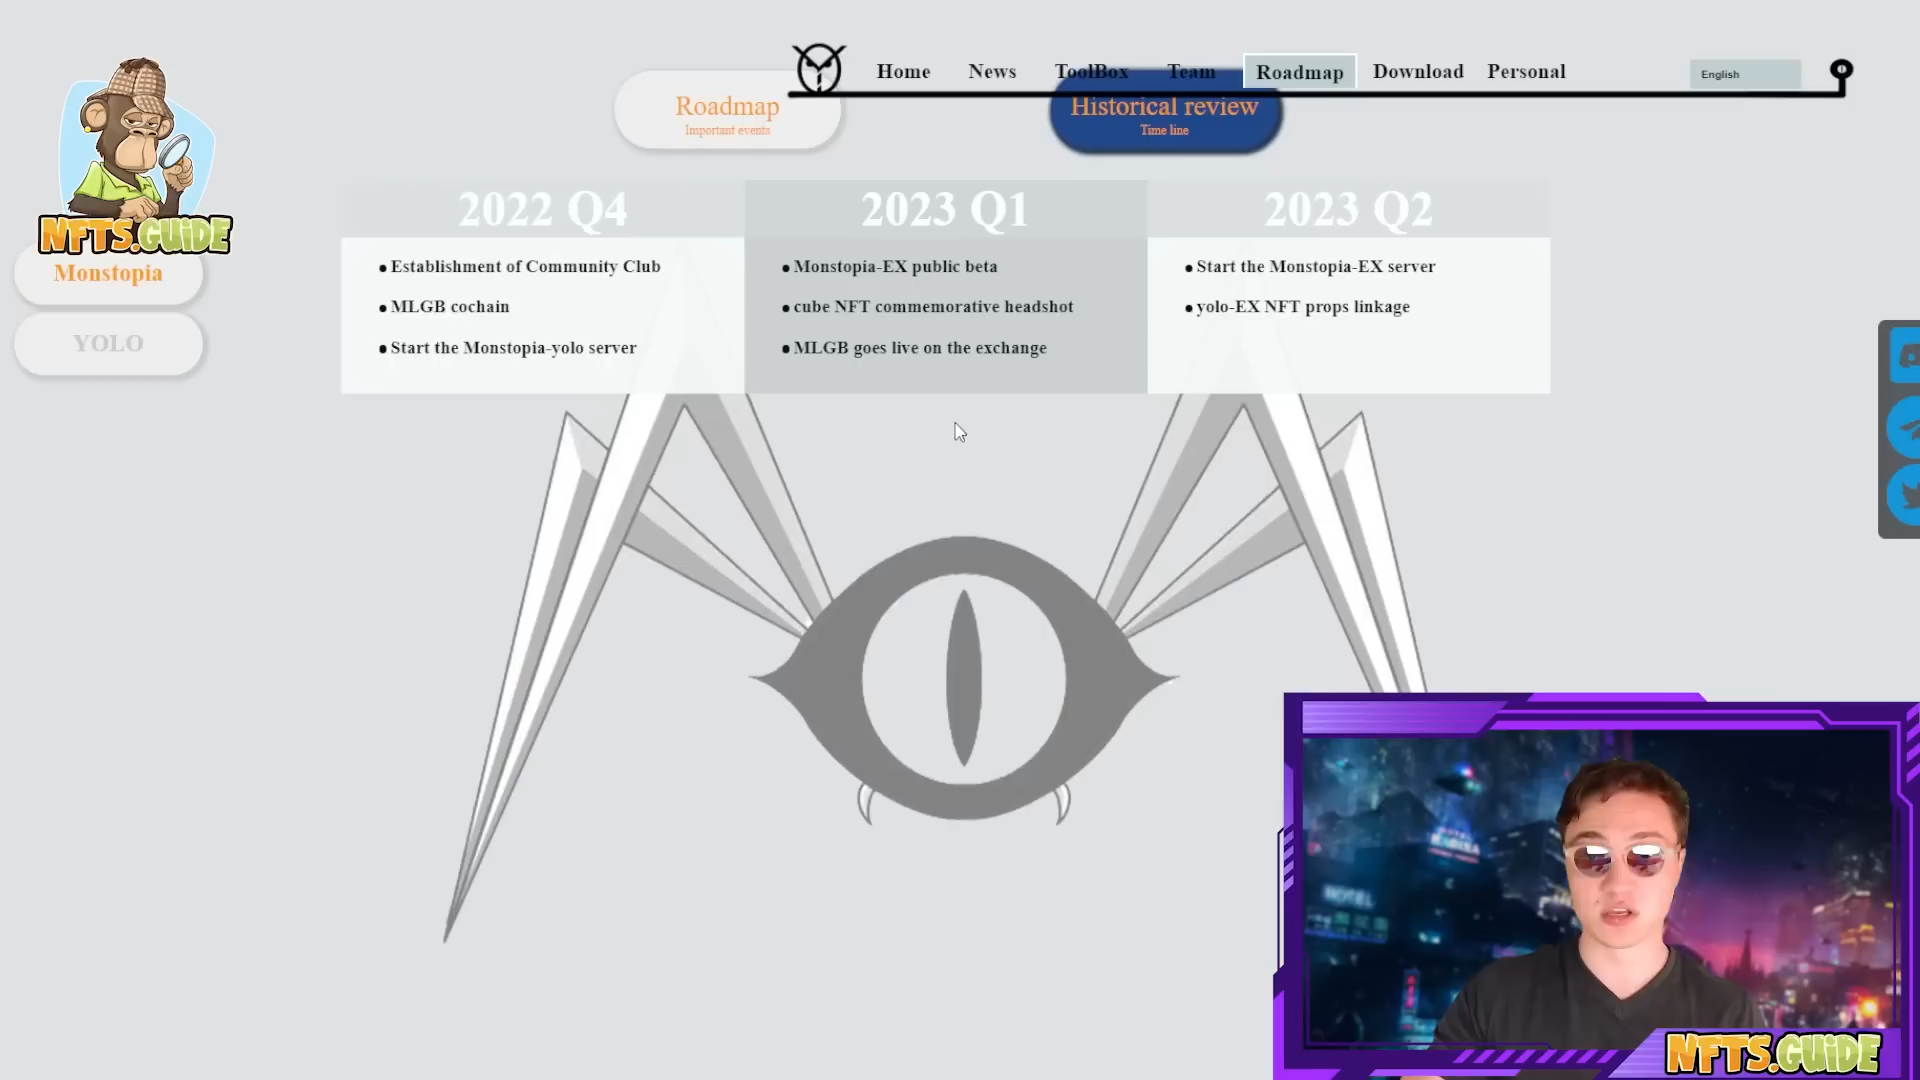 Home
News
ToolBox
Team
Roadmap
Download
Personal
English
Roadmap
Important events
Historical review
Time line
NFTS.GUIDE
Monstopia
YOLO
2022 Q4
Establishment of Community Club
MLGB cochain
Start the Monstopia-yolo server
2023 Q1
Monstopia-EX public beta
cube NFT commemorative headshot
MLGB goes live on the exchange
2023 Q2
Start the Monstopia-EX server
yolo-EX NFT props linkage
HOTEL
NFTS.GUIDE